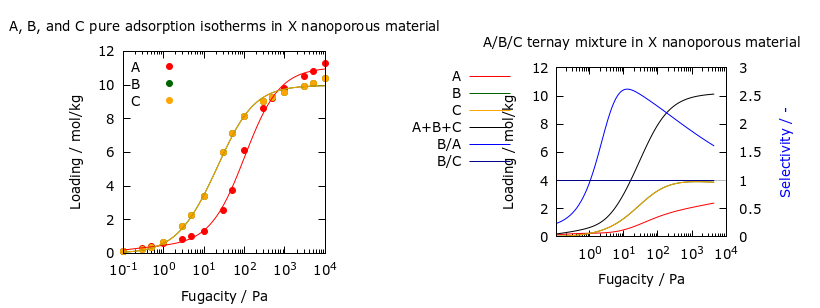 A, B, and C pure adsorption isotherms in X nanoporous material
12
10
8
6
4
2
0
10^-1 10^0 10^1 10^2 10^3 10^4
Loading / mol/kg
Fugacity / Pa
A
B
C
A/B/C ternay mixture in X nanoporous material
A
B
C
A+B+C
B/A
B/C
12
10
8
6
4
2
0
Loading / mol/kg
3
2.5
2
1.5
1
0.5
0
Selectivity / -
10^0 10^1 10^2 10^3 10^4
Fugacity / Pa